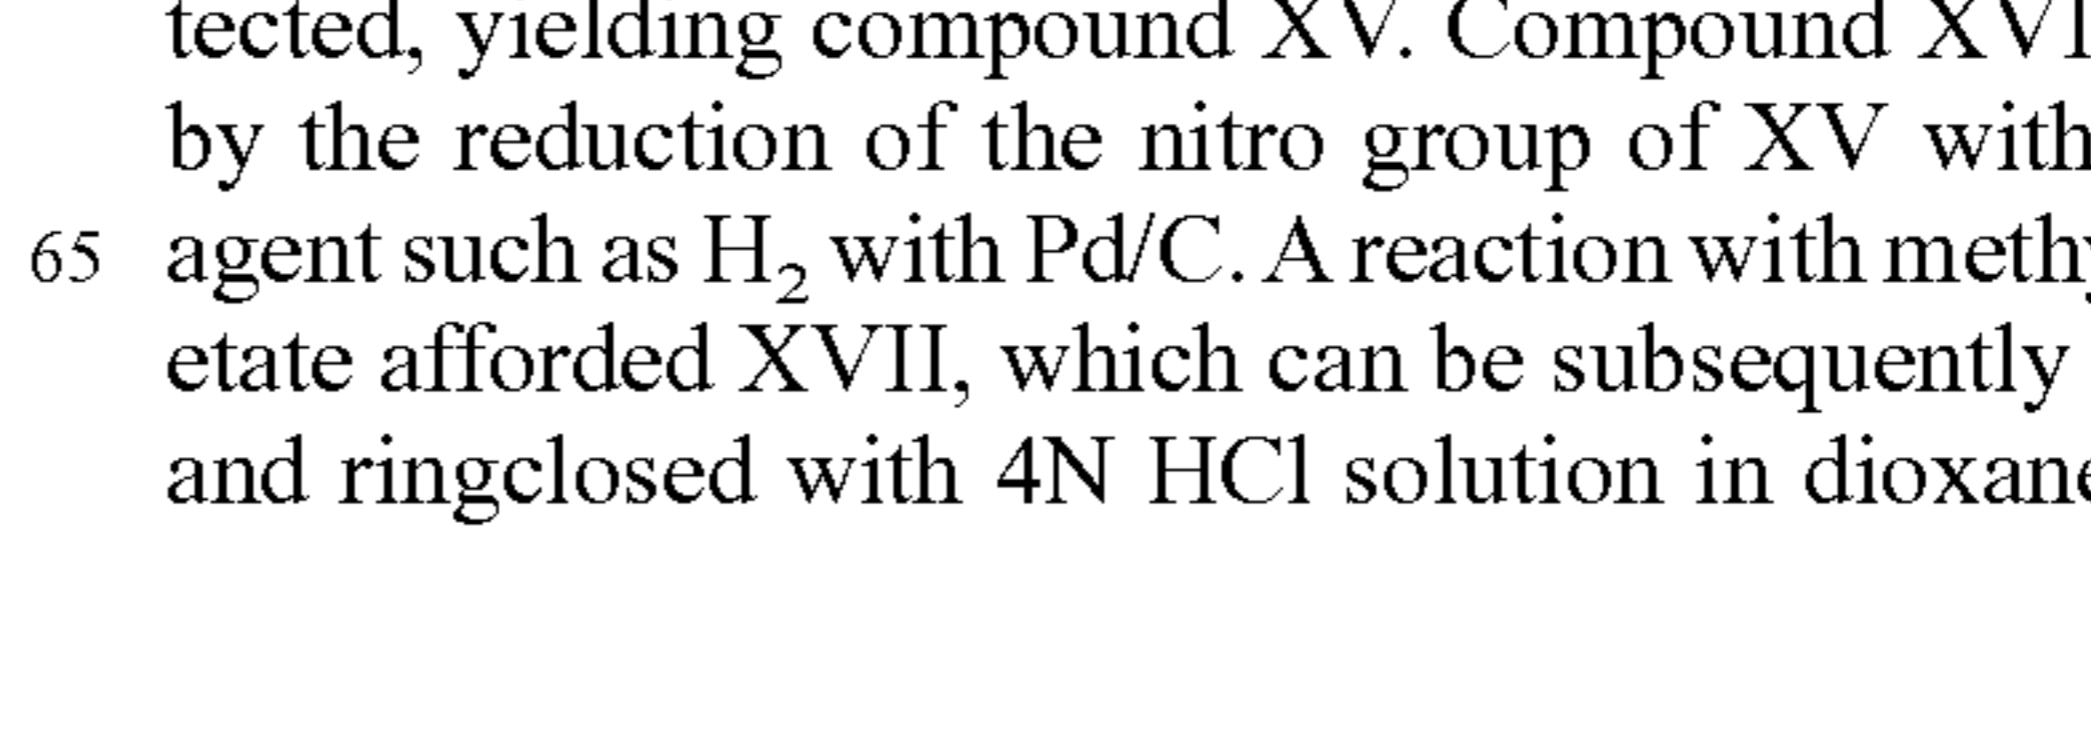 tected, yielding compound XV. Compound XVI
by the reduction of the nitro group of XV with
65 agent such as H₂ with Pd/C. A reaction with
etate afforded XVII, which can be subsequently
and ringclosed with 4N HCl solution in